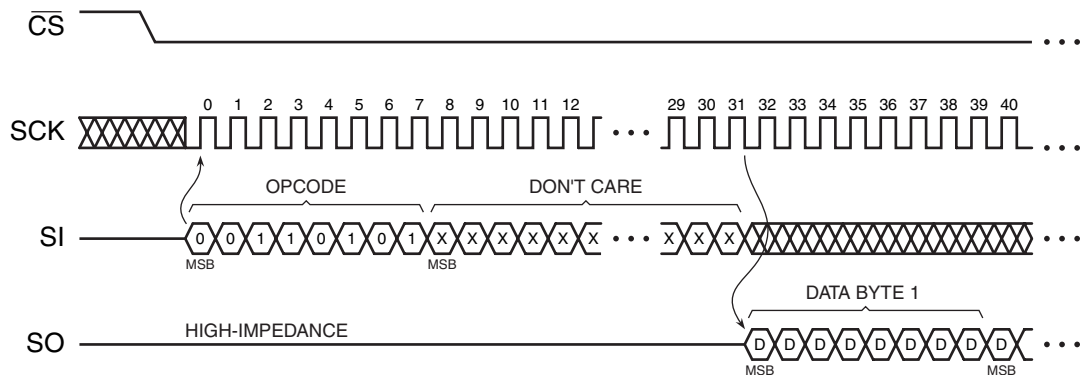 CS
• • •
0 1 2 3 4 5 6 7 8 9 10 11 12 29 30 31 32 33 34 35 36 37 38 39 40
SCK
• • •
• • •
OPCODE DON'T CARE
SI 0 0 1 1 0 1 0 1 X X X X X X • • • X X X • • •
MSB MSB
DATA BYTE 1
HIGH-IMPEDANCE
SO D D D D D D D D D • • •
MSB MSB